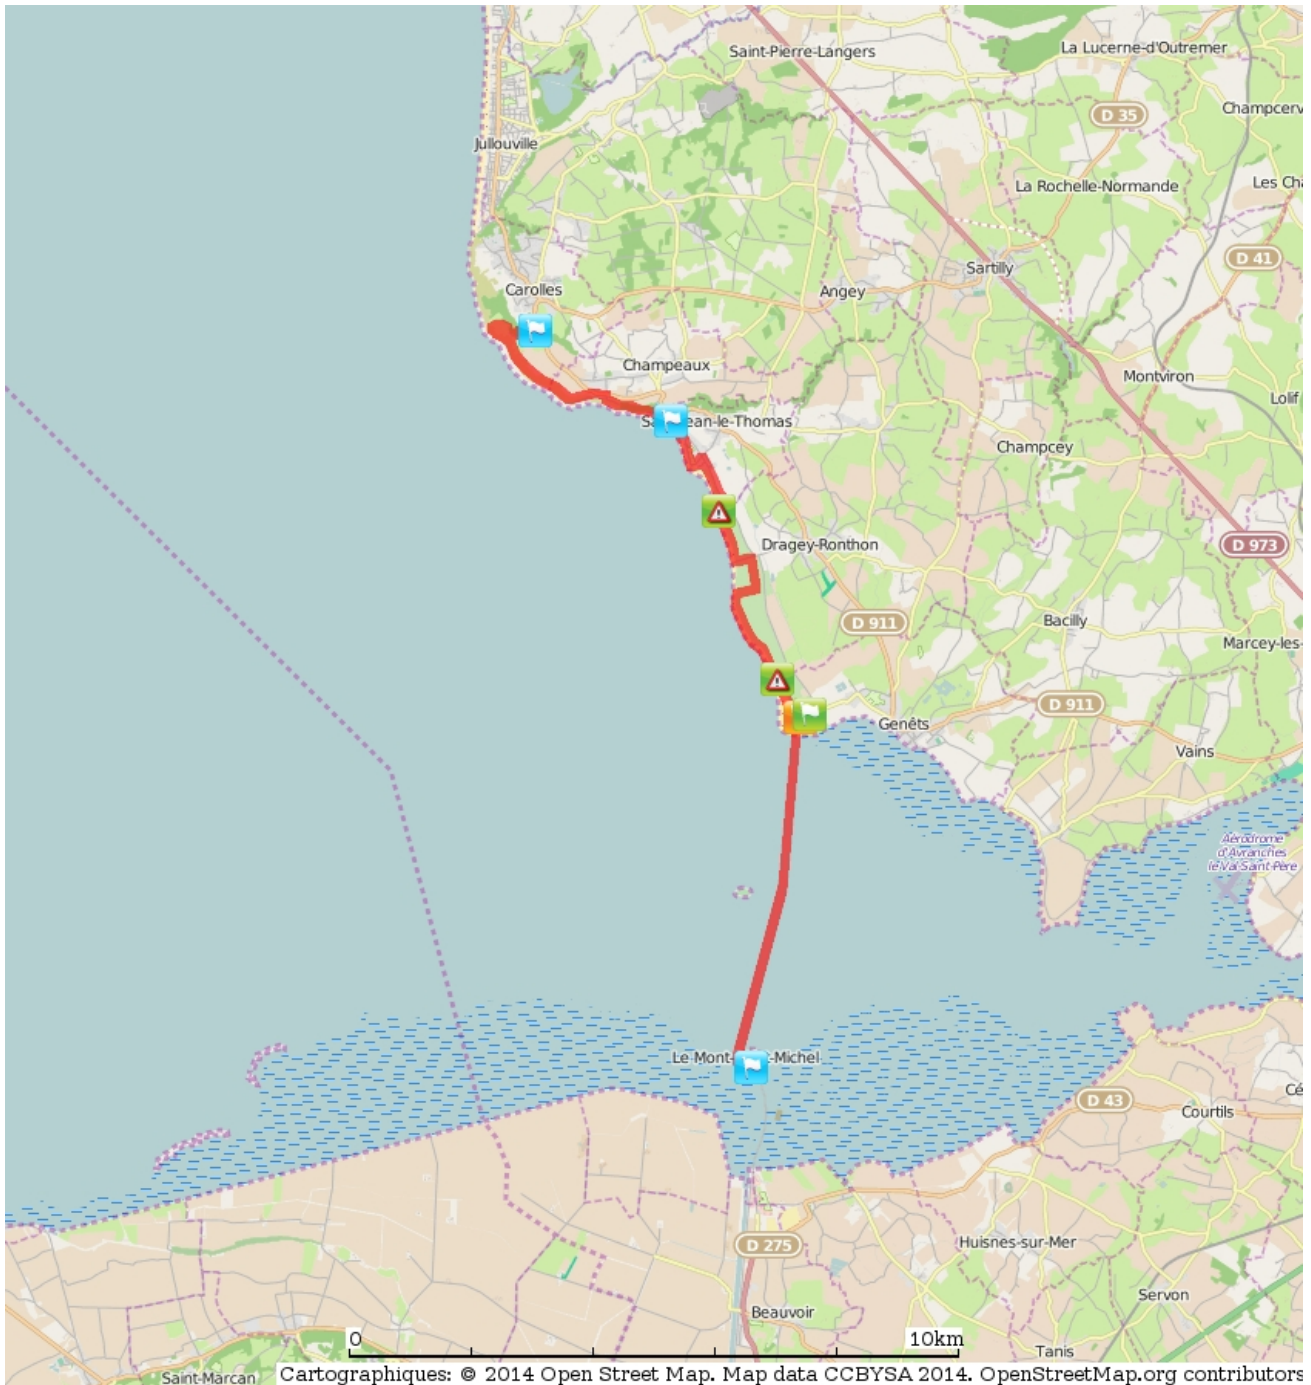 Saint-Pierre-Langers
La Lucerne-d'Outremer
Champcerv
D 35
Jullouville
La Rochelle-Normande
Les Cha
D 41
Sartilly
Carolles
Angey
Champeaux
Montviron
Lolif
Sa ean-le-Thomas
Champcey
Dragey-Ronthon
D 973
D 911
Bacilly
Marcey-les-
D 911
Genêts
Vains
Aérodrome
d'Avranches
le Val Saint-Père
Le Mont- t-Michel
Cé
D 43
Courtils
D 275
Huisnes-sur-Mer
Servon
Beauvoir
0 10km
Tanis
Saint-Marcan
Cartographiques: © 2014 Open Street Map. Map data CCBYSA 2014. OpenStreetMap.org contributors